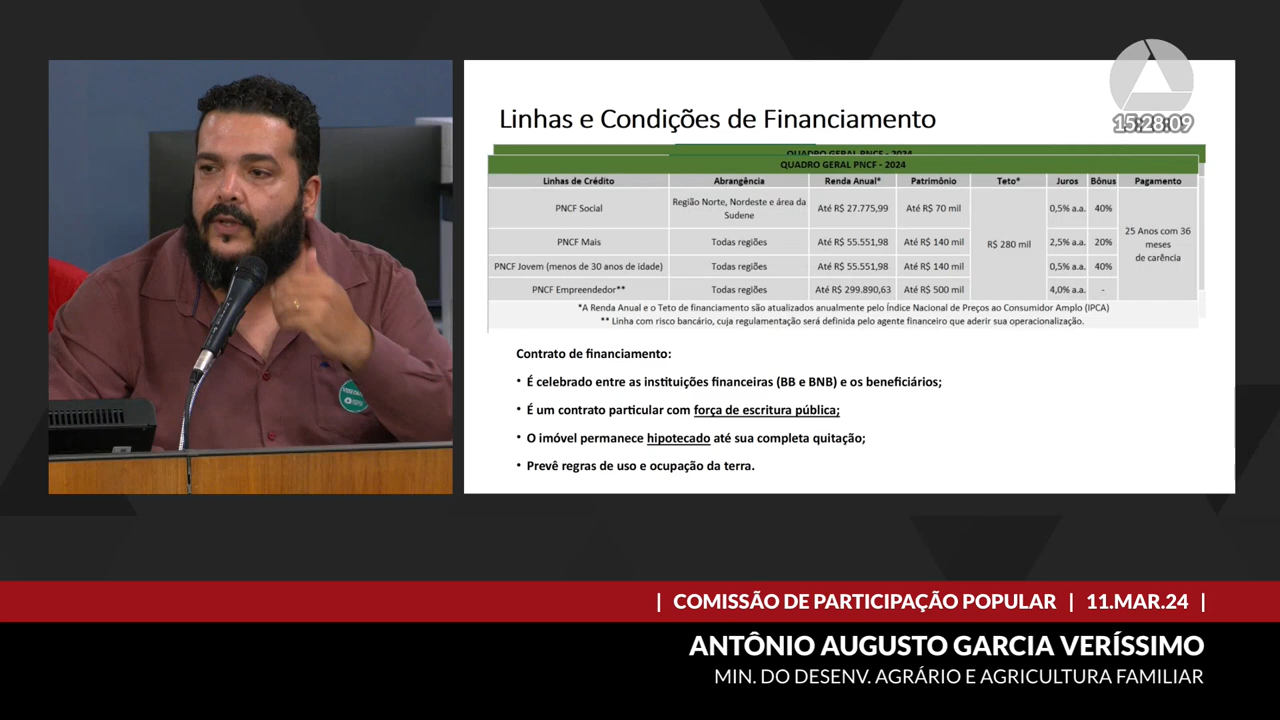 15:28:09
Linhas e Condições de Financiamento
QUADRO GERAL PNCF - 2024
QUADRO GERAL PNCF - 2024
Linhas de Crédito Abrangência Renda Anual* Patrimônio Teto* Juros Bônus Pagamento
PNCF Social Região Norte, Nordeste e área da Sudene Até R$ 27.775,99 Até R$ 70 mil R$ 280 mil 0,5% a.a. 40% 25 Anos com 36 meses de carência
PNCF Mais Todas regiões Até R$ 55.551,98 Até R$ 140 mil 2,5% a.a. 20%
PNCF Jovem (menos de 30 anos de idade) Todas regiões Até R$ 55.551,98 Até R$ 140 mil 0,5% a.a. 40%
PNCF Empreendedor** Todas regiões Até R$ 299.890,63 Até R$ 500 mil 4,0% a.a. -
*A Renda Anual e o Teto de financiamento são atualizados anualmente pelo Índice Nacional de Preços ao Consumidor Amplo (IPCA)
** Linha com risco bancário, cuja regulamentação será definida pelo agente financeiro que aderir sua operacionalização.
Contrato de financiamento:
• É celebrado entre as instituições financeiras (BB e BNB) e os beneficiários;
• É um contrato particular com força de escritura pública;
• O imóvel permanece hipotecado até sua completa quitação;
• Prevê regras de uso e ocupação da terra.
| COMISSÃO DE PARTICIPAÇÃO POPULAR | 11.MAR.24 |
ANTÔNIO AUGUSTO GARCIA VERÍSSIMO
MIN. DO DESENV. AGRÁRIO E AGRICULTURA FAMILIAR